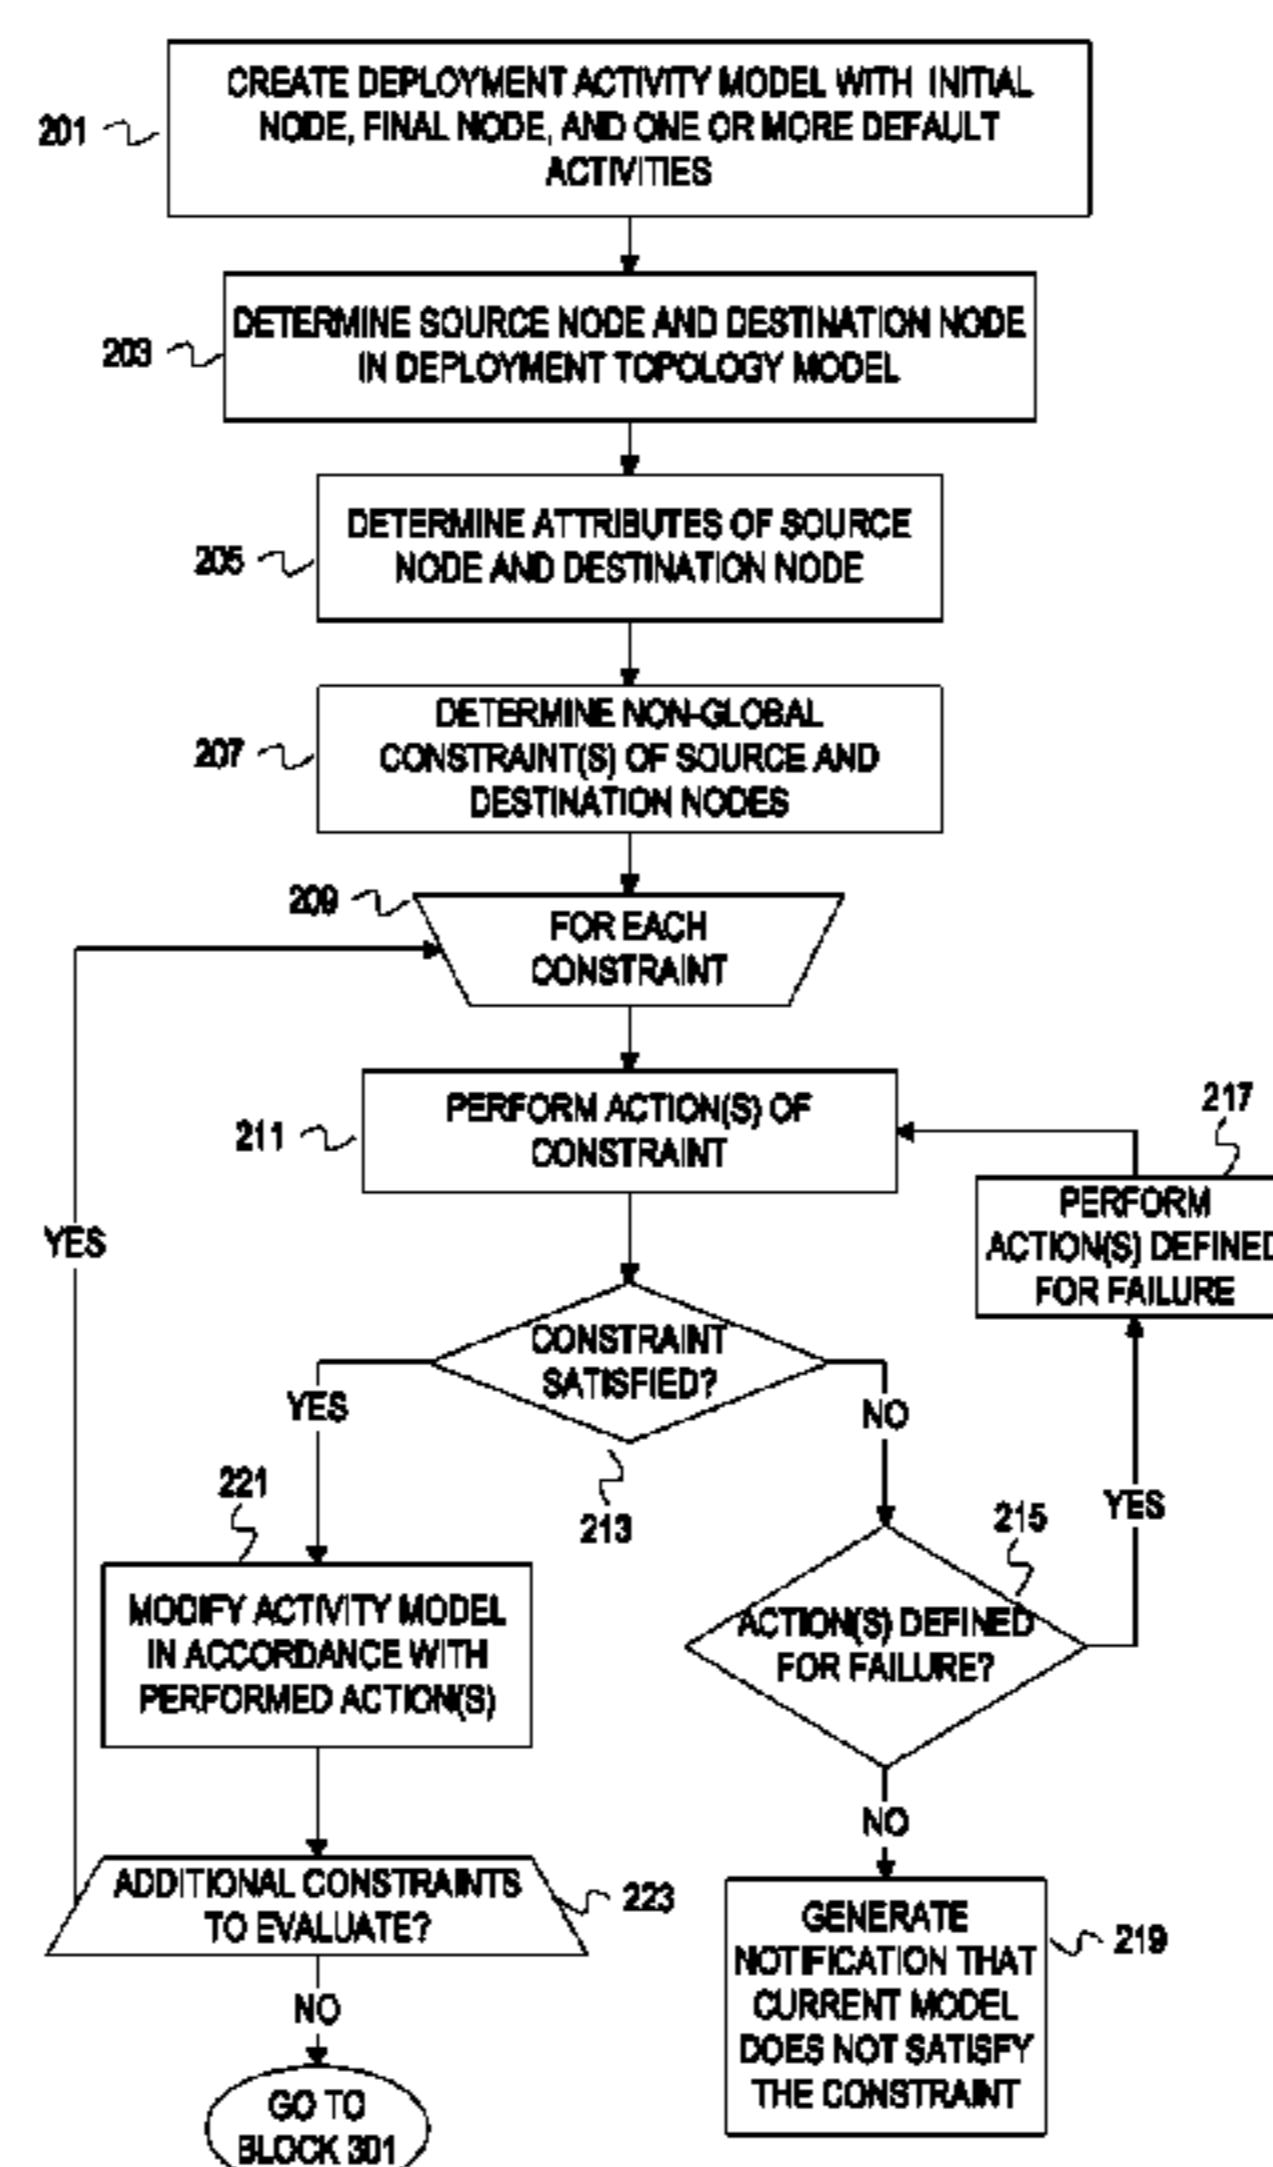 CREATE DEPLOYMENT ACTIVITY MODEL WITH INITIAL
NODE, FINAL NODE, AND ONE OR MORE DEFAULT
ACTIVITIES
201
DETERMINE SOURCE NODE AND DESTINATION NODE
IN DEPLOYMENT TOPOLOGY MODEL
203
DETERMINE ATTRIBUTES OF SOURCE
NODE AND DESTINATION NODE
205
DETERMINE NON-GLOBAL
CONSTRAINT(S) OF SOURCE AND
DESTINATION NODES
207
209
FOR EACH
CONSTRAINT
PERFORM ACTION(S) OF
CONSTRAINT
211
217
PERFORM
ACTION(S) DEFINED
FOR FAILURE
YES
CONSTRAINT
SATISFIED?
YES
NO
213
221
215
YES
MODIFY ACTIVITY MODEL
IN ACCORDANCE WITH
PERFORMED ACTION(S)
ACTION(S) DEFINED
FOR FAILURE?
NO
ADDITIONAL CONSTRAINTS
TO EVALUATE?
223
GENERATE
NOTIFICATION THAT
CURRENT MODEL
DOES NOT SATISFY
THE CONSTRAINT
219
NO
GO TO
BLOCK 301